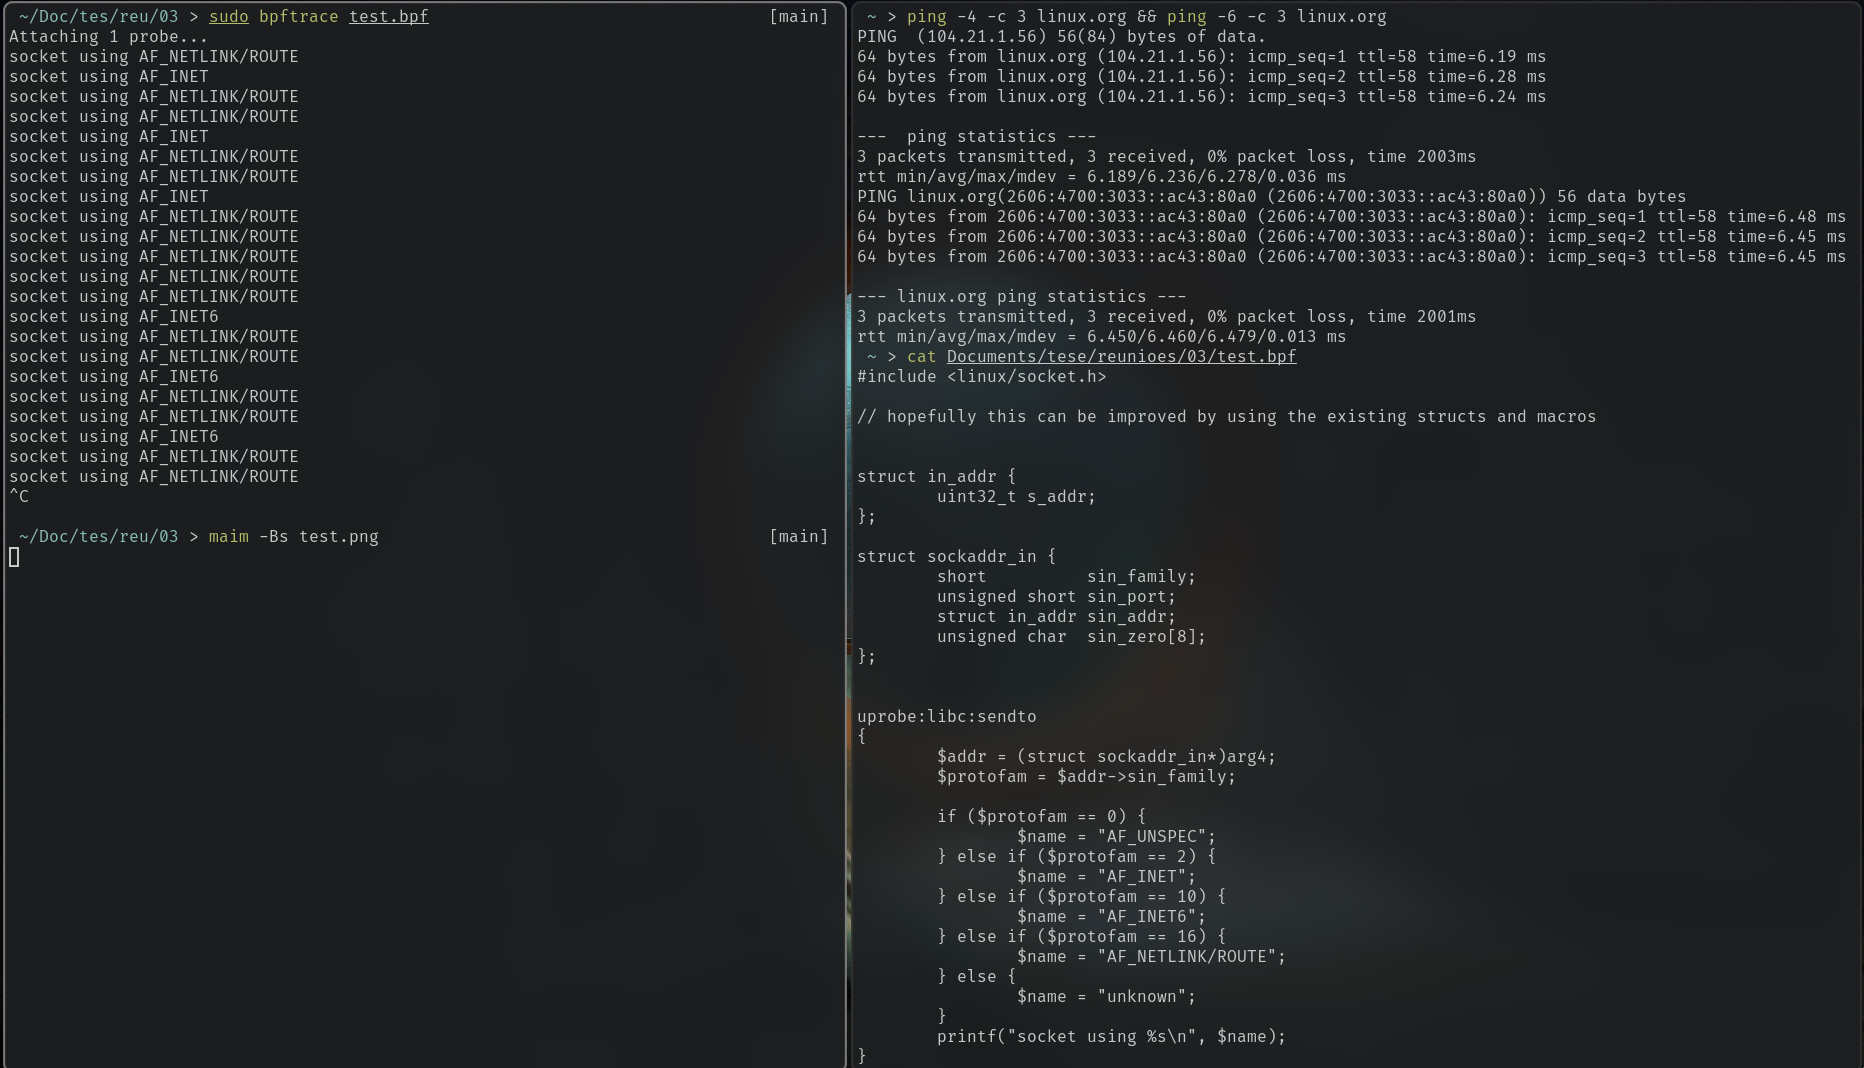 ~/Doc/tes/reu/03 > sudo bpftrace test.bpf [main]
Attaching 1 probe...
socket using AF_NETLINK/ROUTE
socket using AF_INET
socket using AF_NETLINK/ROUTE
socket using AF_NETLINK/ROUTE
socket using AF_INET
socket using AF_NETLINK/ROUTE
socket using AF_NETLINK/ROUTE
socket using AF_INET
socket using AF_NETLINK/ROUTE
socket using AF_NETLINK/ROUTE
socket using AF_NETLINK/ROUTE
socket using AF_NETLINK/ROUTE
socket using AF_NETLINK/ROUTE
socket using AF_INET6
socket using AF_NETLINK/ROUTE
socket using AF_NETLINK/ROUTE
socket using AF_INET6
socket using AF_NETLINK/ROUTE
socket using AF_NETLINK/ROUTE
socket using AF_INET6
socket using AF_NETLINK/ROUTE
socket using AF_NETLINK/ROUTE
^C
~/Doc/tes/reu/03 > maim -Bs test.png [main]
~ > ping -4 -c 3 linux.org && ping -6 -c 3 linux.org
PING  (104.21.1.56) 56(84) bytes of data.
64 bytes from linux.org (104.21.1.56): icmp_seq=1 ttl=58 time=6.19 ms
64 bytes from linux.org (104.21.1.56): icmp_seq=2 ttl=58 time=6.28 ms
64 bytes from linux.org (104.21.1.56): icmp_seq=3 ttl=58 time=6.24 ms
---  ping statistics ---
3 packets transmitted, 3 received, 0% packet loss, time 2003ms
rtt min/avg/max/mdev = 6.189/6.236/6.278/0.036 ms
PING linux.org(2606:4700:3033::ac43:80a0 (2606:4700:3033::ac43:80a0)) 56 data bytes
64 bytes from 2606:4700:3033::ac43:80a0 (2606:4700:3033::ac43:80a0): icmp_seq=1 ttl=58 time=6.48 ms
64 bytes from 2606:4700:3033::ac43:80a0 (2606:4700:3033::ac43:80a0): icmp_seq=2 ttl=58 time=6.45 ms
64 bytes from 2606:4700:3033::ac43:80a0 (2606:4700:3033::ac43:80a0): icmp_seq=3 ttl=58 time=6.45 ms
--- linux.org ping statistics ---
3 packets transmitted, 3 received, 0% packet loss, time 2001ms
rtt min/avg/max/mdev = 6.450/6.460/6.479/0.013 ms
~ > cat Documents/tese/reunioes/03/test.bpf
#include <linux/socket.h>
// hopefully this can be improved by using the existing structs and macros
struct in_addr {
        uint32_t s_addr;
};
struct sockaddr_in {
        short          sin_family;
        unsigned short sin_port;
        struct in_addr sin_addr;
        unsigned char  sin_zero[8];
};
uprobe:libc:sendto
{
        $addr = (struct sockaddr_in*)arg4;
        $protofam = $addr->sin_family;
        if ($protofam == 0) {
                $name = "AF_UNSPEC";
        } else if ($protofam == 2) {
                $name = "AF_INET";
        } else if ($protofam == 10) {
                $name = "AF_INET6";
        } else if ($protofam == 16) {
                $name = "AF_NETLINK/ROUTE";
        } else {
                $name = "unknown";
        }
        printf("socket using %s\n", $name);
}